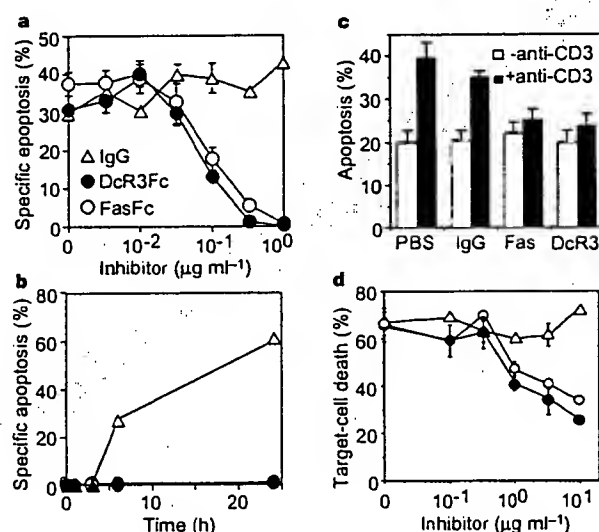 a
Specific apoptosis (%)
50
40
30
20
10
0
IgG
DcR3Fc
FasFc
0 10-2 10-1 100
Inhibitor (μg ml–1)
b
Specific apoptosis (%)
80
60
40
20
0
0 10 20
Time (h)
c
Apoptosis (%)
40
30
20
10
0
-anti-CD3
+anti-CD3
PBS IgG Fas DcR3
d
Target-cell death (%)
80
60
40
20
0
0 10-1 100 101
Inhibitor (μg ml–1)